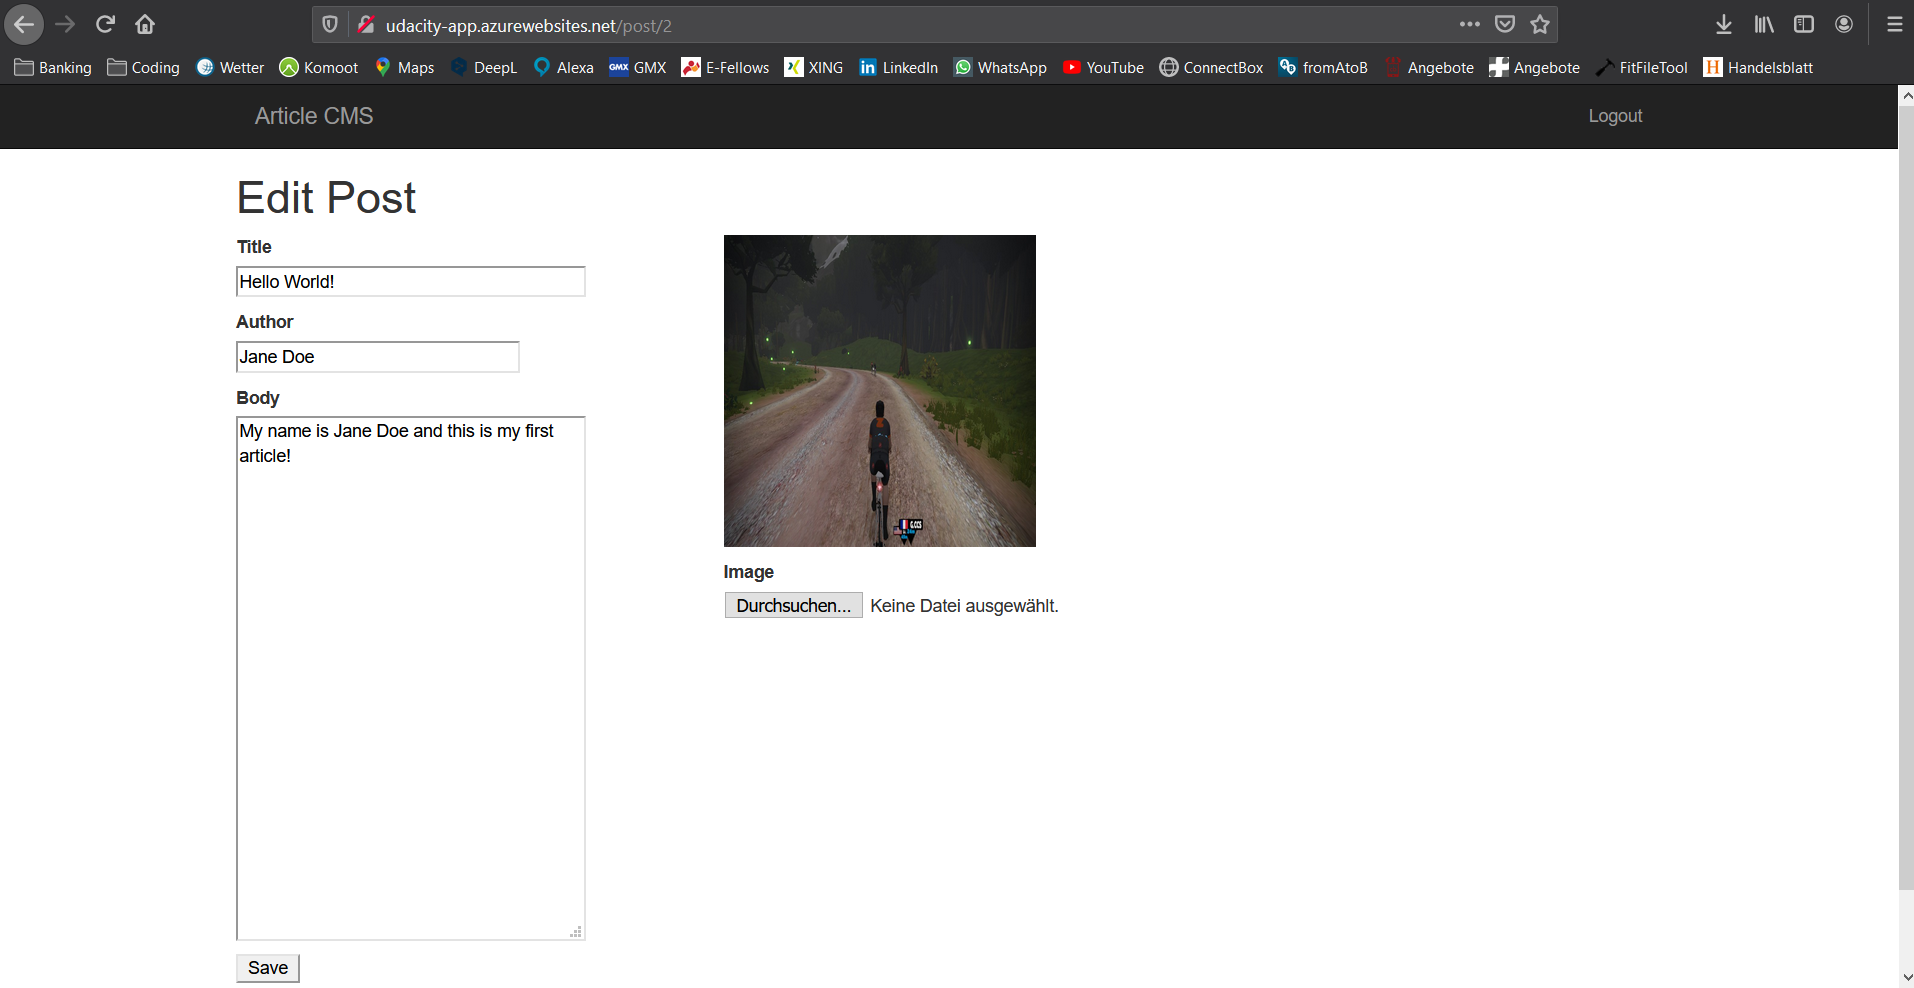 udacity-app.azurewebsites.net/post/2
Banking Coding Wetter Komoot Maps DeepL Alexa GMX GMX E-Fellows XING LinkedIn WhatsApp YouTube ConnectBox fromAtoB Angebote Angebote FitFileTool H Handelsblatt
Article CMS Logout
Edit Post
Title
Hello World!
Author
Jane Doe
Body
My name is Jane Doe and this is my first
article!
G.CCS
Image
Durchsuchen... Keine Datei ausgewählt.
Save